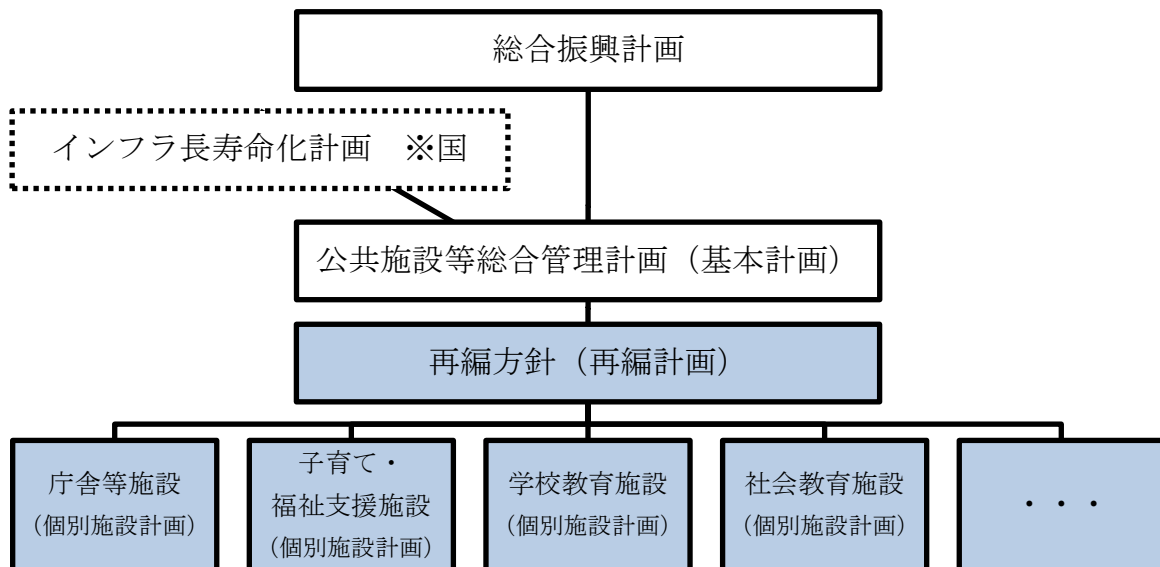 総合振興計画
インフラ長寿命化計画　※国
公共施設等総合管理計画（基本計画）
再編方針（再編計画）
庁舎等施設
(個別施設計画)
子育て・
福祉支援施設
(個別施設計画)
学校教育施設
(個別施設計画)
社会教育施設
(個別施設計画)
・・・